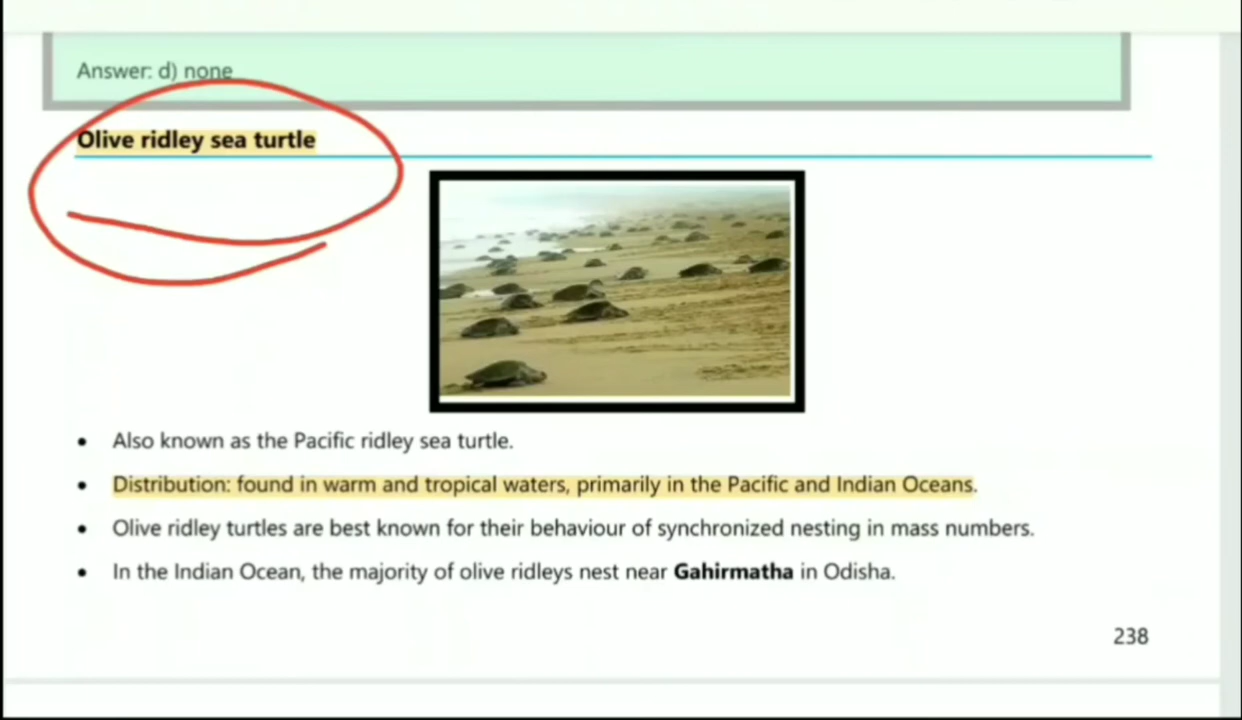 Answer: d) none
Olive ridley sea turtle
• Also known as the Pacific ridley sea turtle.
• Distribution: found in warm and tropical waters, primarily in the Pacific and Indian Oceans.
• Olive ridley turtles are best known for their behaviour of synchronized nesting in mass numbers.
• In the Indian Ocean, the majority of olive ridleys nest near Gahirmatha in Odisha.
238